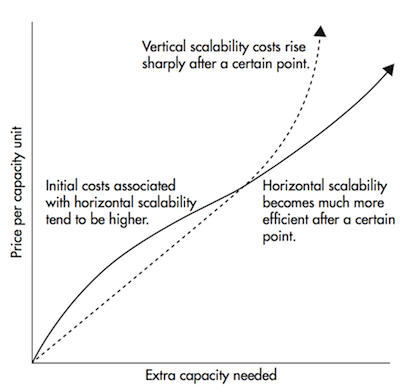 Vertical scalability costs rise
sharply after a certain point.
Price per capacity unit
Initial costs associated
with horizontal scalability
tend to be higher.
Horizontal scalability
becomes much more
efficient after a certain
point.
Extra capacity needed